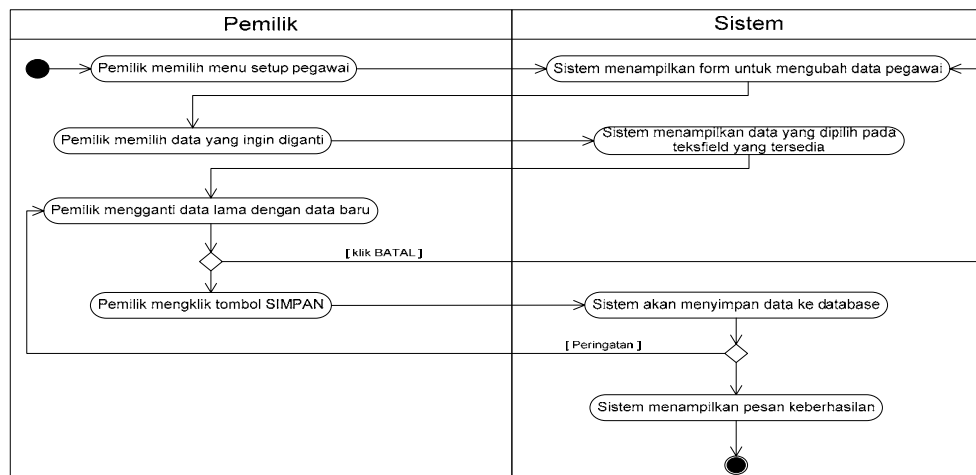 Pemilik
Sistem
Pemilik memilih menu setup pegawai
Sistem menampilkan form untuk mengubah data pegawai
Pemilik memilih data yang ingin diganti
Sistem menampilkan data yang dipilih pada
teksfield yang tersedia
Pemilik mengganti data lama dengan data baru
[ klik BATAL ]
Pemilik mengklik tombol SIMPAN
Sistem akan menyimpan data ke database
[ Peringatan ]
Sistem menampilkan pesan keberhasilan